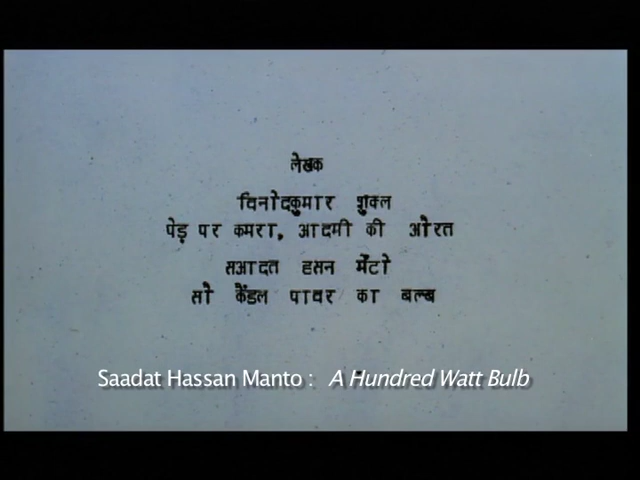 लेखक
विनोदकुमार शुक्ल
पेड़ पर कमरा, आदमी की औरत
सआदत हसन मेंटो
सौ कैंडल पावर का बल्ब
Saadat Hassan Manto : A Hundred Watt Bulb